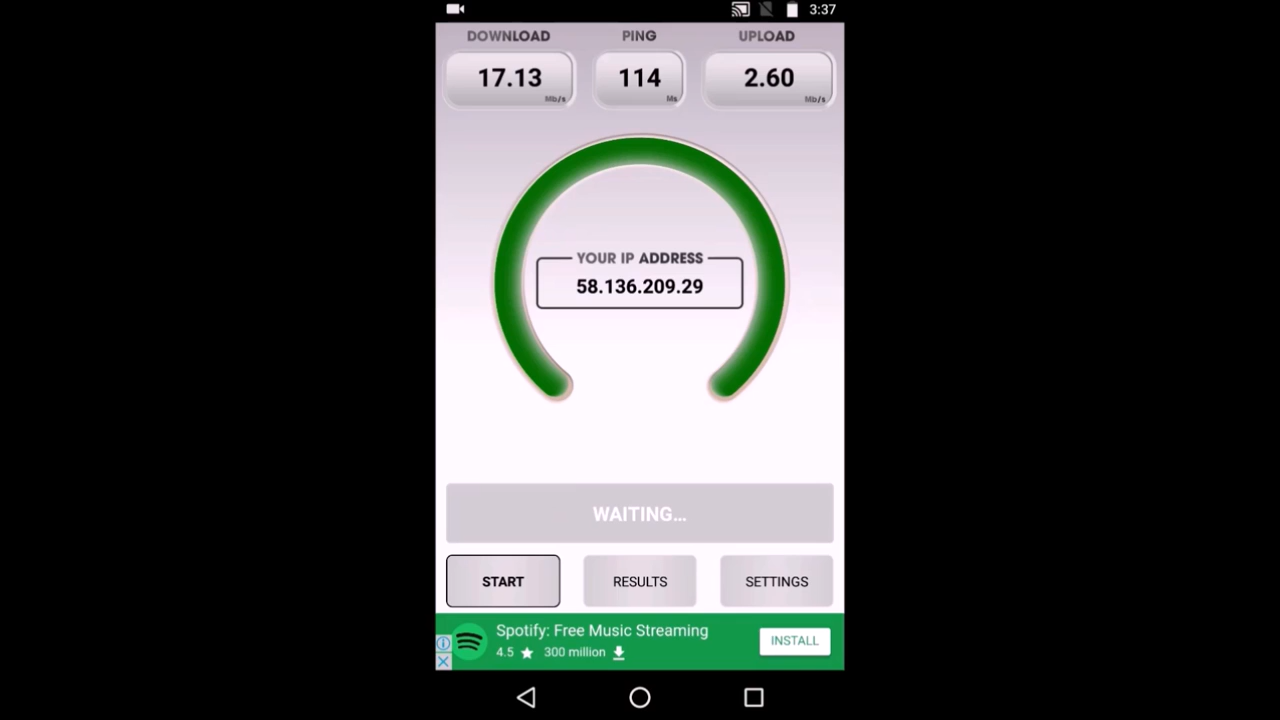 3:37
DOWNLOAD PING UPLOAD
17.13 114 2.60
Mb/s Ms Mb/s
YOUR IP ADDRESS
58.136.209.29
WAITING...
START RESULTS SETTINGS
Spotify: Free Music Streaming
4.5 300 million
INSTALL